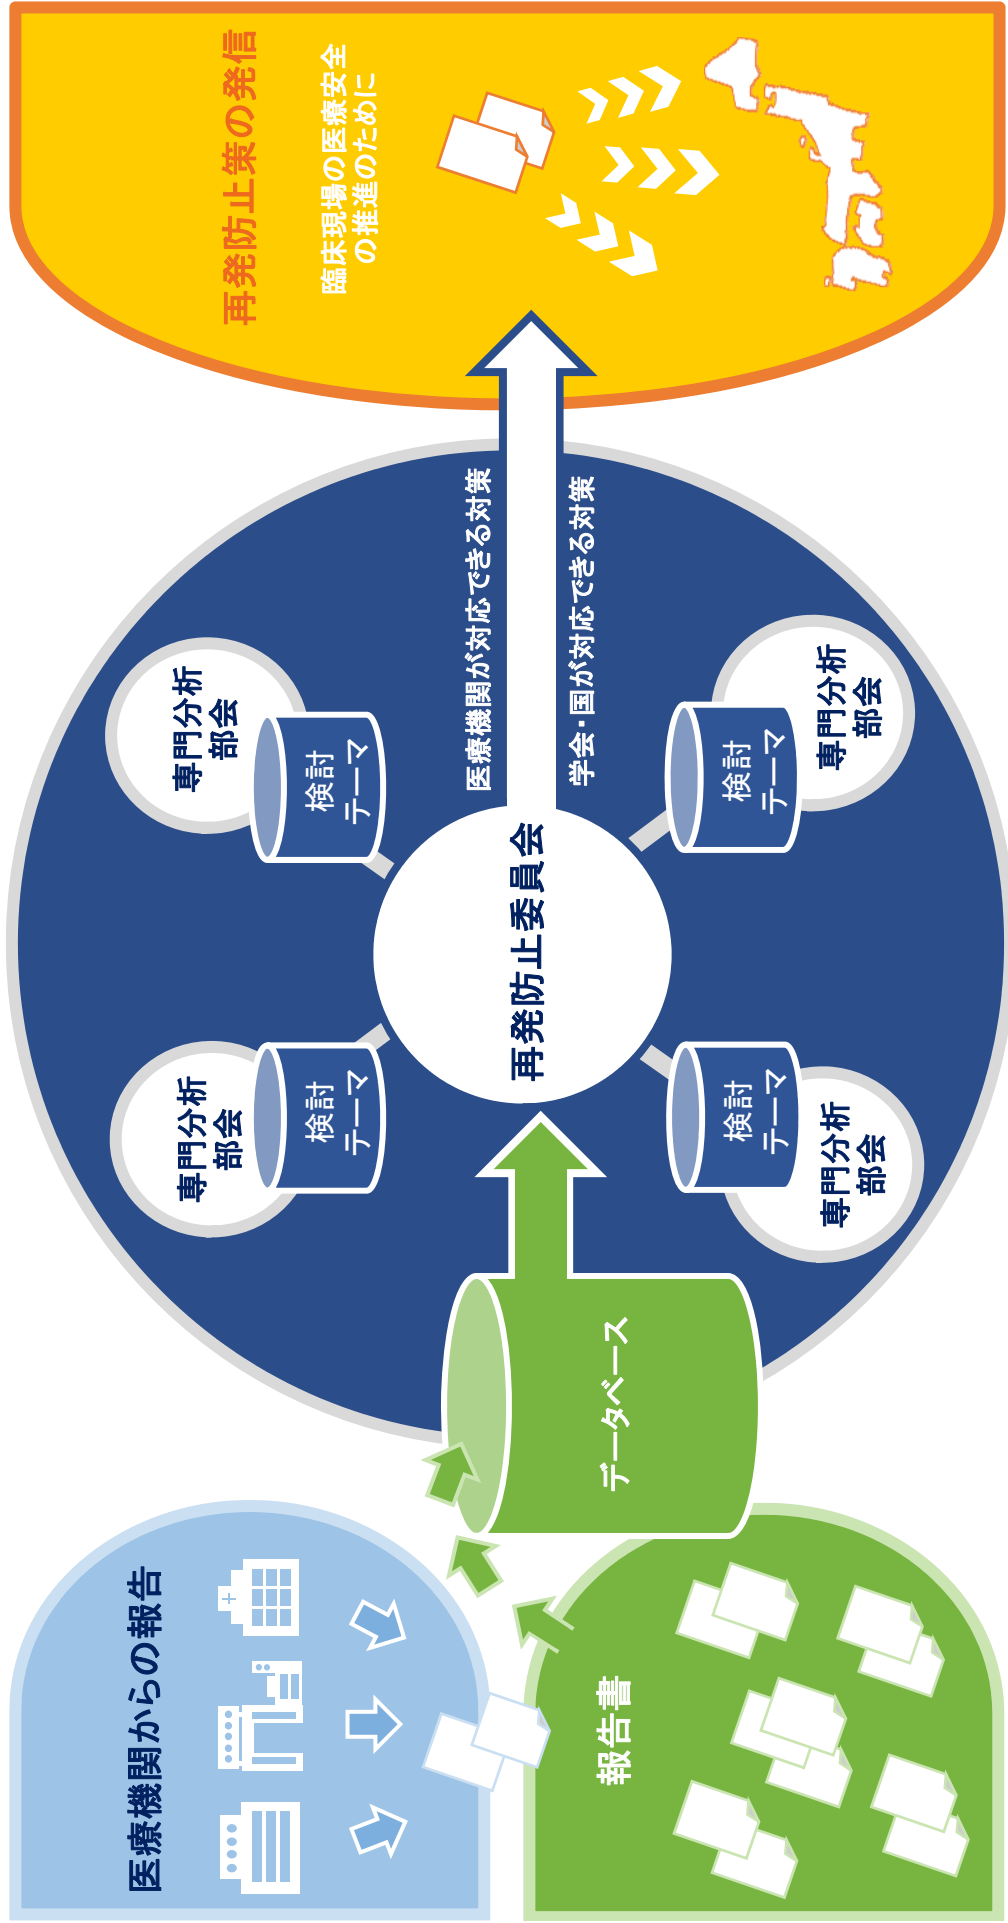 医療機関からの報告
報告書
データベース
専門分析
部会
検討
テーマ
専門分析
部会
検討
テーマ
再発防止委員会
専門分析
部会
検討
テーマ
専門分析
部会
検討
テーマ
医療機関が対応できる対策
学会・国が対応できる対策
再発防止策の発信
臨床現場の医療安全
の推進のために